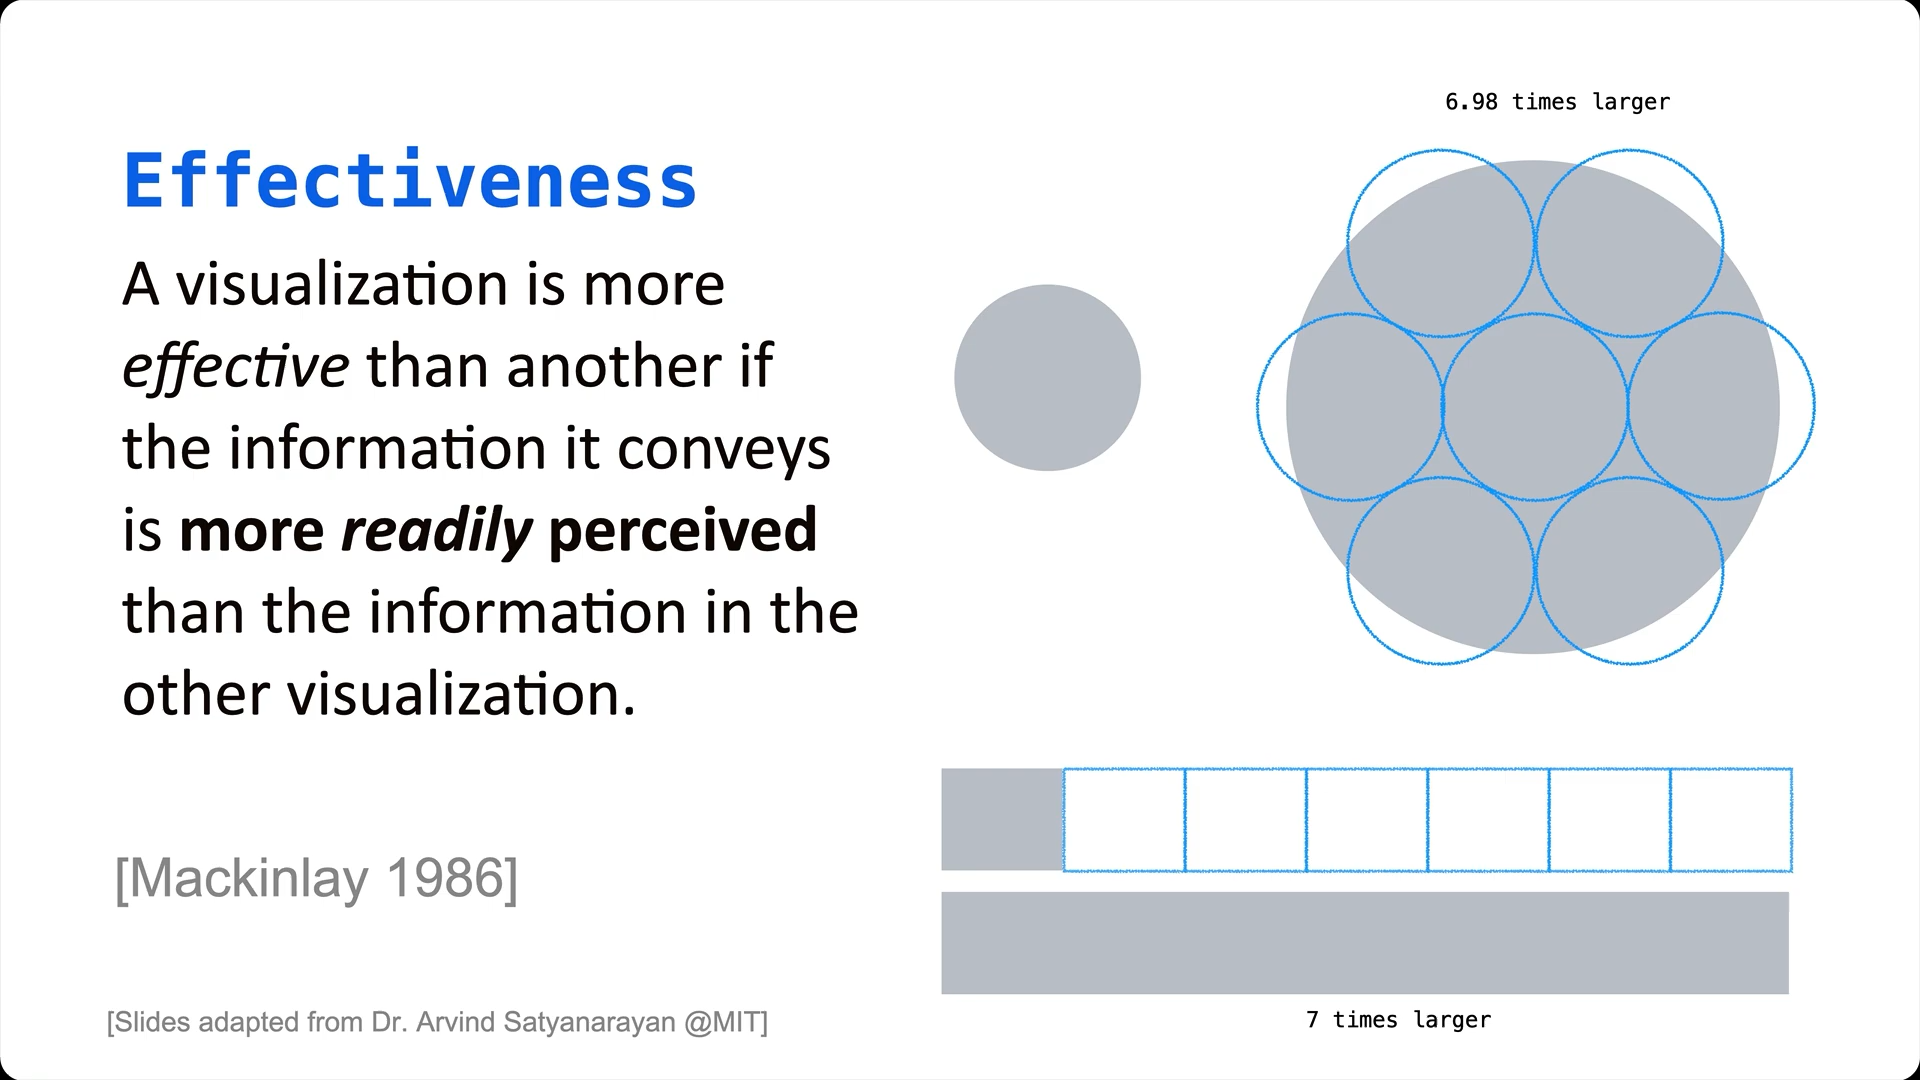 6.98 times larger
Effectiveness
A visualization is more
effective than another if
the information it conveys
is more readily perceived
than the information in the
other visualization.
[Mackinlay 1986]
[Slides adapted from Dr. Arvind Satyanarayan @MIT]
7 times larger